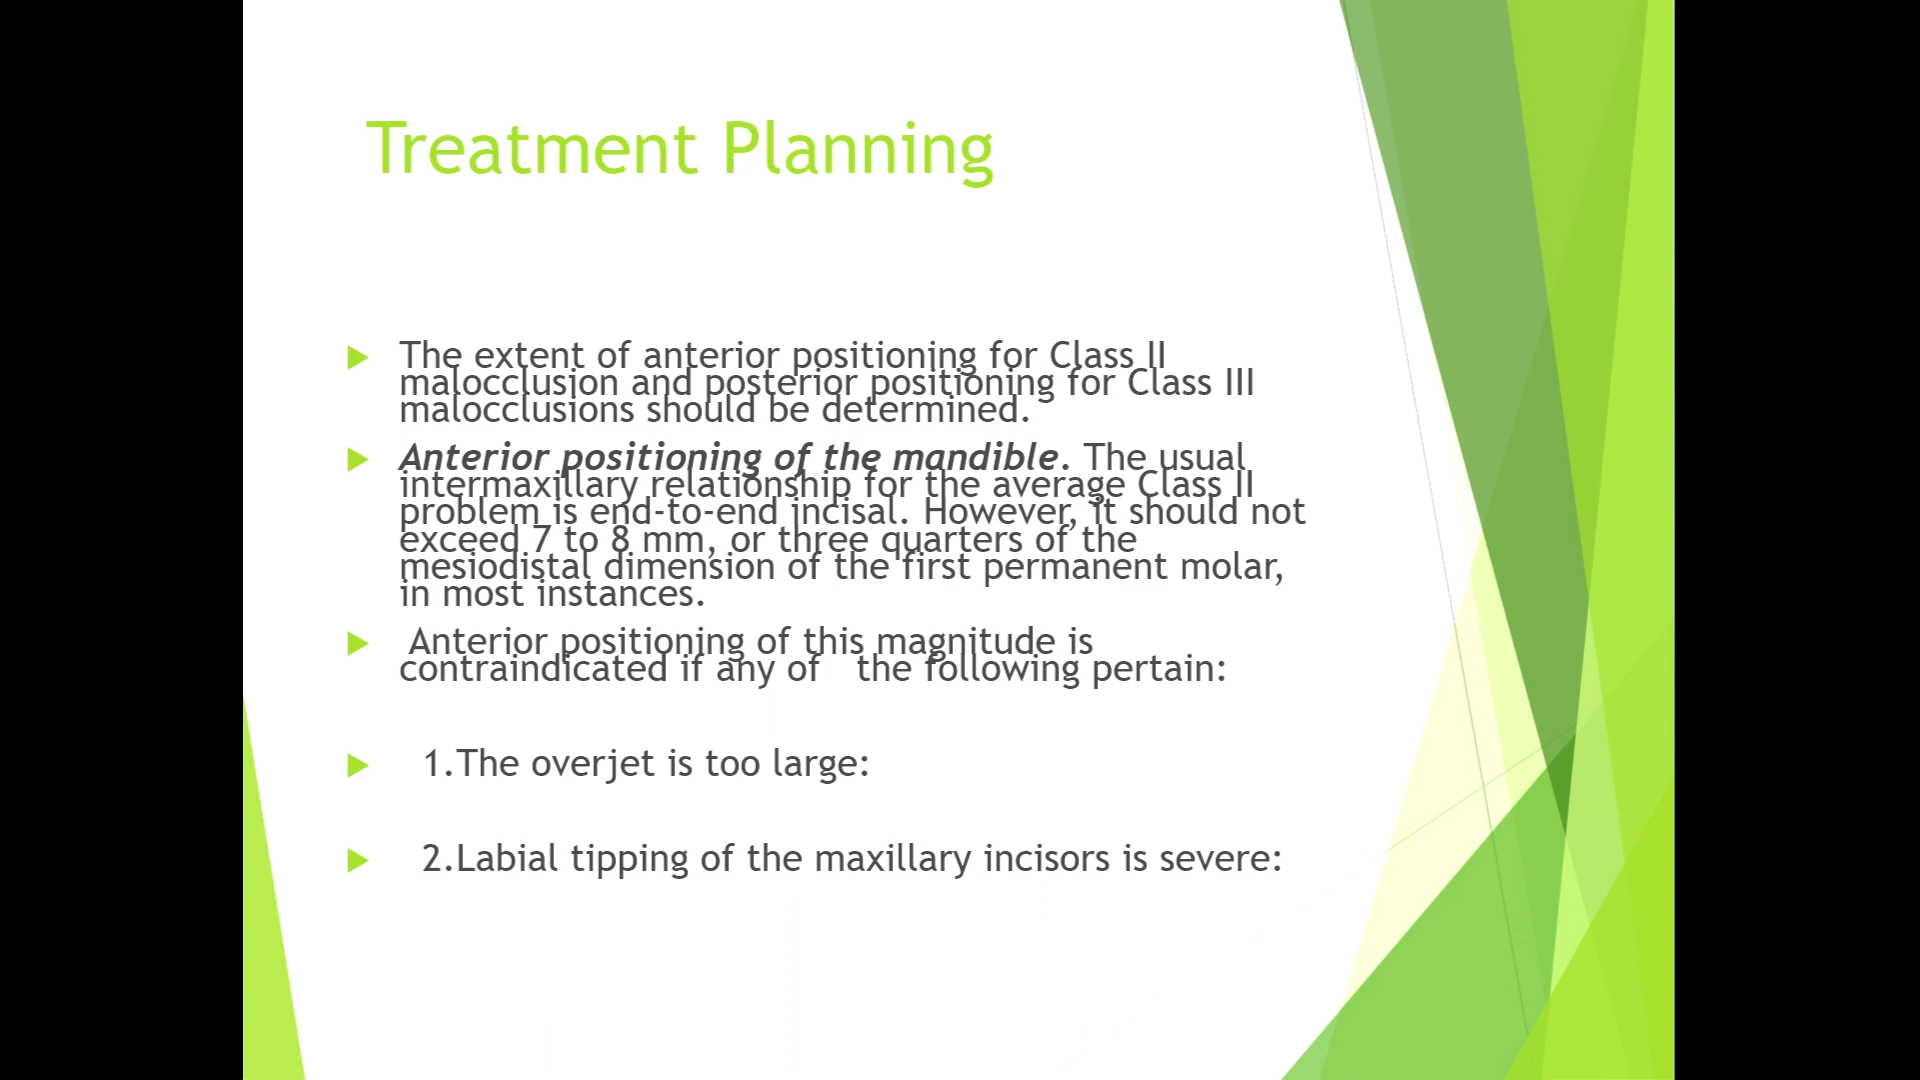 Treatment Planning
The extent of anterior positioning for Class II
malocclusion and posterior positioning for Class III
malocclusions should be determined.
Anterior positioning of the mandible. The usual
intermaxillary relationship for the average Class II
problem is end-to-end incisal. However, it should not
exceed 7 to 8 mm, or three quarters of the
mesiodistal dimension of the first permanent molar,
in most instances.
Anterior positioning of this magnitude is
contraindicated if any of the following pertain:
1.The overjet is too large:
2.Labial tipping of the maxillary incisors is severe: